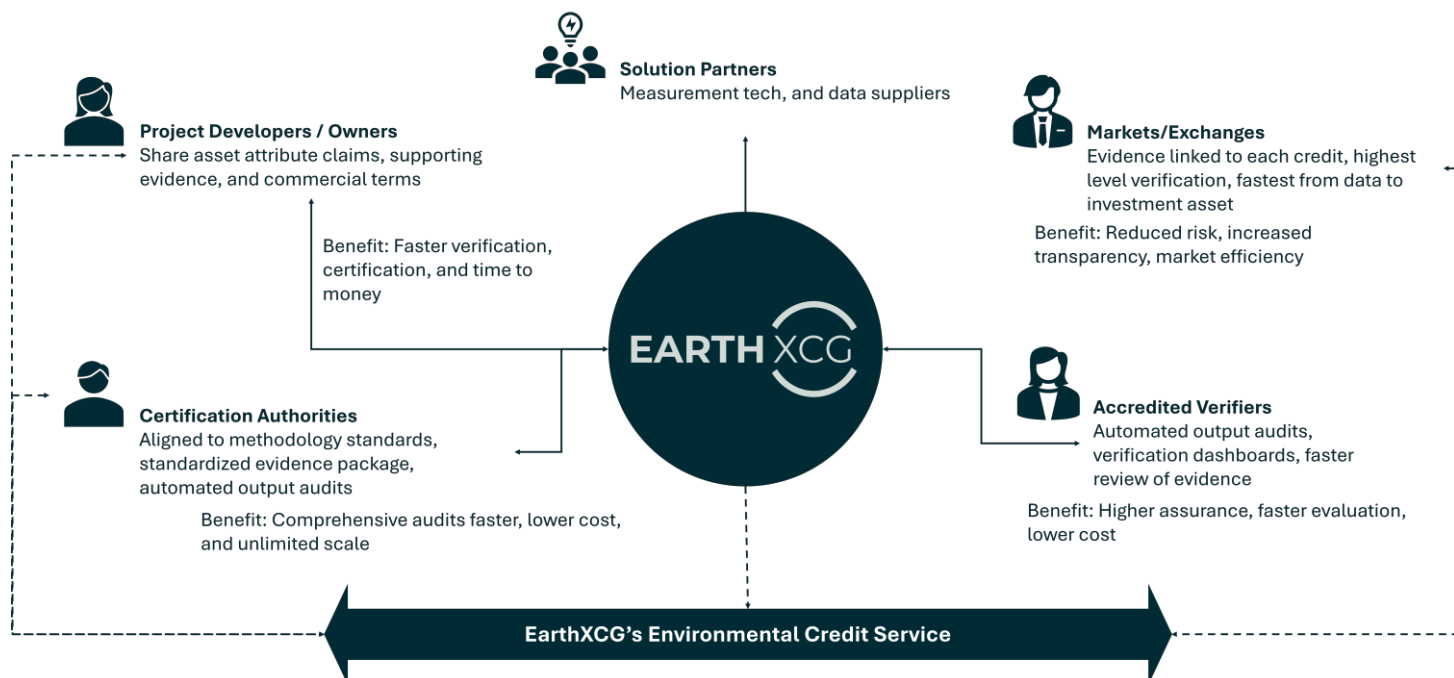 Solution Partners
Measurement tech, and data suppliers
Project Developers / Owners
Share asset attribute claims, supporting
evidence, and commercial terms
Benefit: Faster verification,
certification, and time to
money
Markets/Exchanges
Evidence linked to each credit, highest
level verification, fastest from data to
investment asset
Benefit: Reduced risk, increased
transparency, market efficiency
EARTH XCG
Certification Authorities
Aligned to methodology standards,
standardized evidence package,
automated output audits
Benefit: Comprehensive audits faster, lower cost,
and unlimited scale
Accredited Verifiers
Automated output audits,
verification dashboards, faster
review of evidence
Benefit: Higher assurance, faster evaluation,
lower cost
EarthXCG's Environmental Credit Service